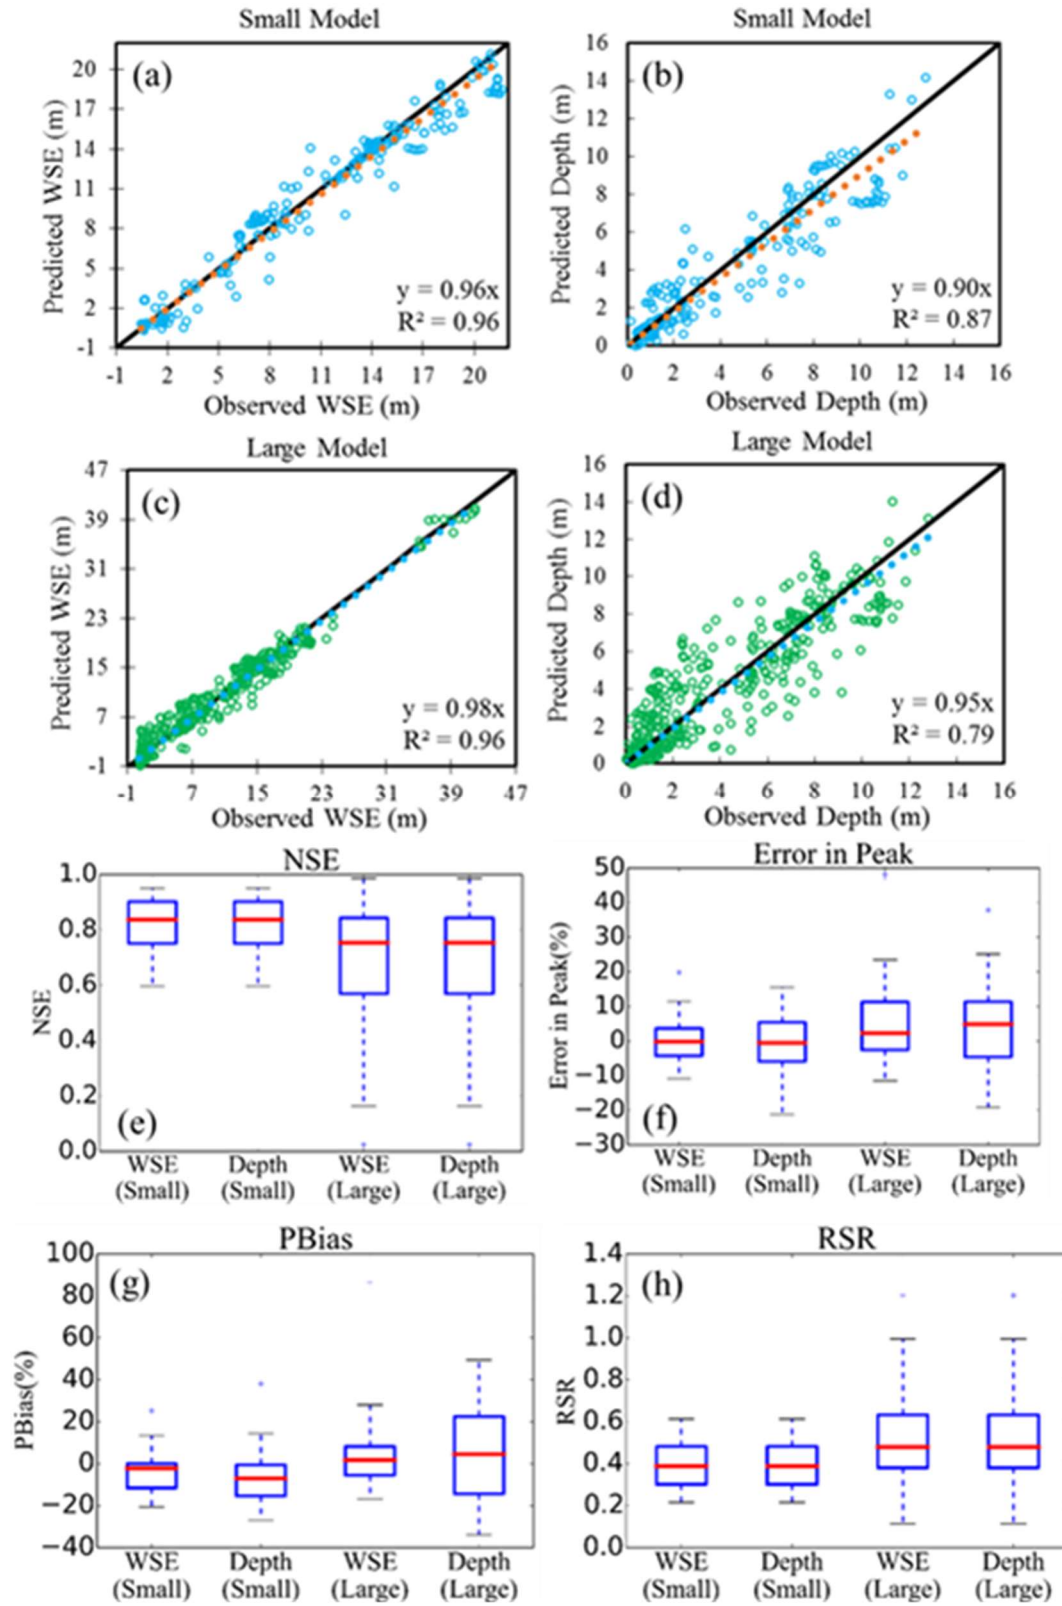 Small Model
(a)
Predicted WSE (m)
20
17
14
11
8
5
2
-1
y = 0.96x
R² = 0.96
-1 2 5 8 11 14 17 20
Observed WSE (m)
Small Model
(b)
Predicted Depth (m)
16
14
12
10
8
6
4
2
0
y = 0.90x
R² = 0.87
0 2 4 6 8 10 12 14 16
Observed Depth (m)
Large Model
(c)
Predicted WSE (m)
47
39
31
23
15
7
-1
y = 0.98x
R² = 0.96
-1 7 15 23 31 39 47
Observed WSE (m)
Large Model
(d)
Predicted Depth (m)
16
14
12
10
8
6
4
2
0
y = 0.95x
R² = 0.79
0 2 4 6 8 10 12 14 16
Observed Depth (m)
NSE
NSE
1.0
0.8
0.6
0.4
0.2
0.0
(e)
WSE Depth WSE Depth
(Small) (Small) (Large) (Large)
Error in Peak
Error in Peak(%)
50
40
30
20
10
0
−10
−20
−30
(f)
WSE Depth WSE Depth
(Small) (Small) (Large) (Large)
PBias
(g)
PBias(%)
100
80
60
40
20
0
−20
−40
WSE Depth WSE Depth
(Small) (Small) (Large) (Large)
RSR
(h)
RSR
1.4
1.2
1.0
0.8
0.6
0.4
0.2
0.0
WSE Depth WSE Depth
(Small) (Small) (Large) (Large)